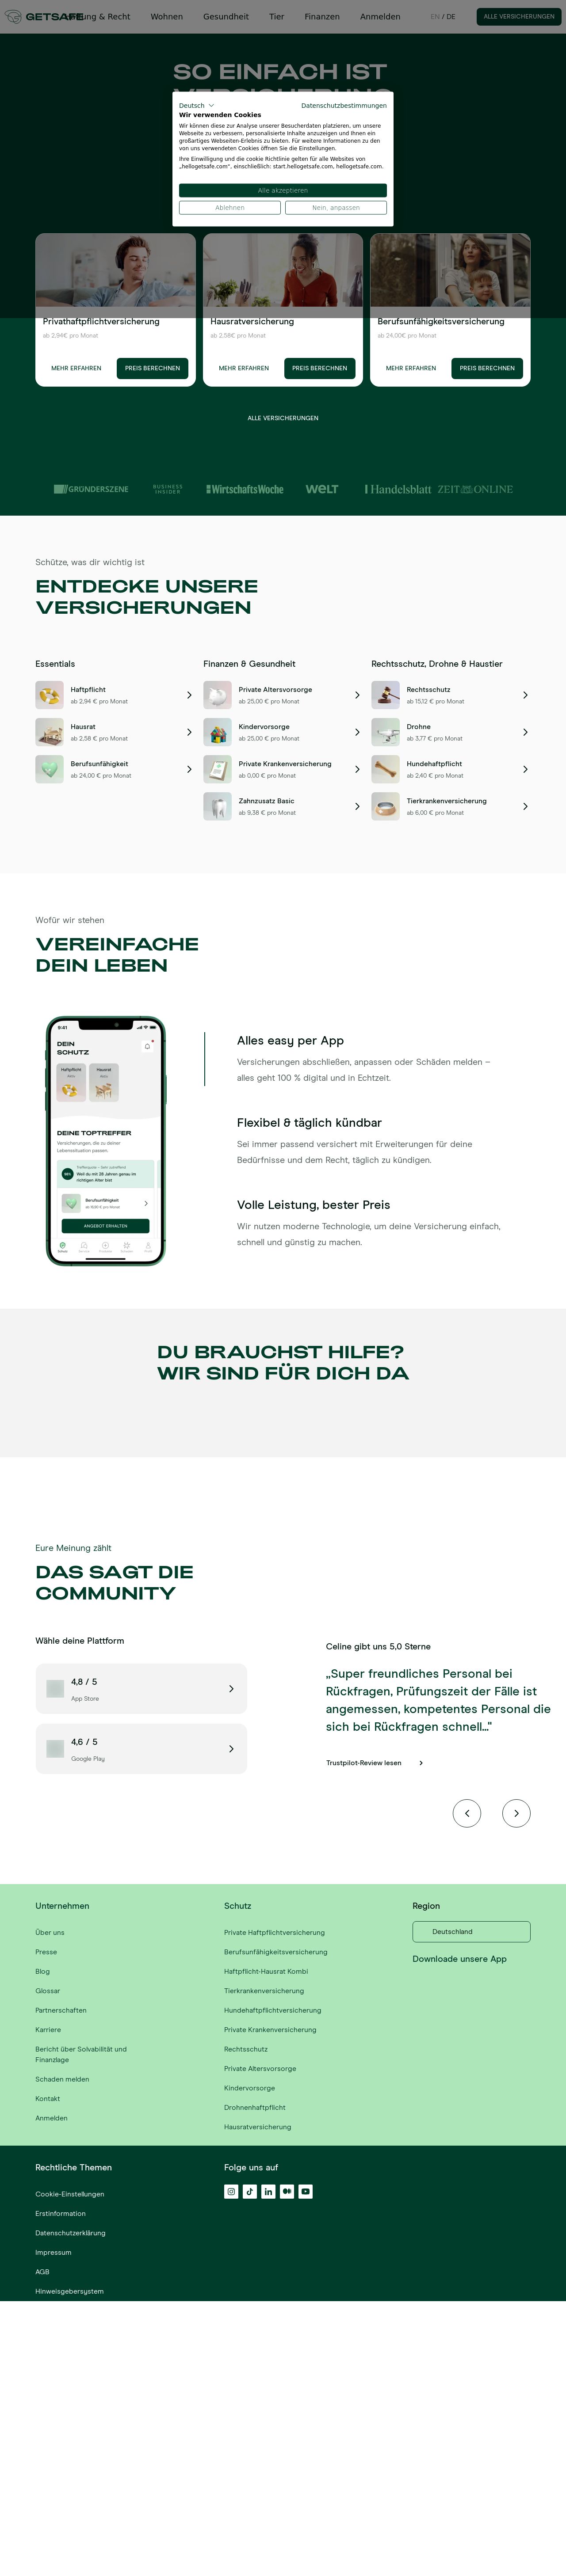 GETSAFE
Haftung & Recht
Wohnen
Gesundheit
Tier
Finanzen
Anmelden
EN / DE
ALLE VERSICHERUNGEN
SO EINFACH IST
VERSICHERUNG
Deutsch
Datenschutzbestimmungen
Wir verwenden Cookies
Wir können diese zur Analyse unserer Besucherdaten platzieren, um unsere
Webseite zu verbessern, personalisierte Inhalte anzuzeigen und Ihnen ein
großartiges Webseiten-Erlebnis zu bieten. Für weitere Informationen zu den
von uns verwendeten Cookies öffnen Sie die Einstellungen.
Ihre Einwilligung und die cookie Richtlinie gelten für alle Websites von
„hellogetsafe.com", einschließlich: start.hellogetsafe.com, hellogetsafe.com.
Alle akzeptieren
Ablehnen
Nein, anpassen
Privathaftpflichtversicherung
ab 2,94€ pro Monat
MEHR ERFAHREN
PREIS BERECHNEN
Hausratversicherung
ab 2,58€ pro Monat
MEHR ERFAHREN
PREIS BERECHNEN
Berufsunfähigkeitsversicherung
ab 24,00€ pro Monat
MEHR ERFAHREN
PREIS BERECHNEN
ALLE VERSICHERUNGEN
GRÜNDERSZENE
BUSINESS
INSIDER
WirtschaftsWoche
WELT
Handelsblatt
ZEIT ONLINE
Schütze, was dir wichtig ist
ENTDECKE UNSERE
VERSICHERUNGEN
Essentials
Haftpflicht
ab 2,94 € pro Monat
Hausrat
ab 2,58 € pro Monat
Berufsunfähigkeit
ab 24,00 € pro Monat
Finanzen & Gesundheit
Private Altersvorsorge
ab 25,00 € pro Monat
Kindervorsorge
ab 25,00 € pro Monat
Private Krankenversicherung
ab 0,00 € pro Monat
Zahnzusatz Basic
ab 9,38 € pro Monat
Rechtsschutz, Drohne & Haustier
Rechtsschutz
ab 15,12 € pro Monat
Drohne
ab 3,77 € pro Monat
Hundehaftpflicht
ab 2,40 € pro Monat
Tierkrankenversicherung
ab 6,00 € pro Monat
Wofür wir stehen
VEREINFACHE
DEIN LEBEN
9:41
DEIN
SCHUTZ
Haftpflicht
Hausrat
DEINE TOPTREFFER
Versicherungen, die zu deiner
Lebenssituation passen.
Weil du mit 28 Jahren genau im
richtigen Alter bist
Berufsunfähigkeit
ANGEBOT ERHALTEN
Alles easy per App
Versicherungen abschließen, anpassen oder Schäden melden –
alles geht 100 % digital und in Echtzeit.
Flexibel & täglich kündbar
Sei immer passend versichert mit Erweiterungen für deine
Bedürfnisse und dem Recht, täglich zu kündigen.
Volle Leistung, bester Preis
Wir nutzen moderne Technologie, um deine Versicherung einfach,
schnell und günstig zu machen.
DU BRAUCHST HILFE?
WIR SIND FÜR DICH DA
Eure Meinung zählt
DAS SAGT DIE
COMMUNITY
Wähle deine Plattform
4,8 / 5
App Store
4,6 / 5
Google Play
Celine gibt uns 5,0 Sterne
„Super freundliches Personal bei
Rückfragen, Prüfungszeit der Fälle ist
angemessen, kompetentes Personal die
sich bei Rückfragen schnell..."
Trustpilot-Review lesen
Unternehmen
Über uns
Presse
Blog
Glossar
Partnerschaften
Karriere
Bericht über Solvabilität und
Finanzlage
Schaden melden
Kontakt
Anmelden
Schutz
Private Haftpflichtversicherung
Berufsunfähigkeitsversicherung
Haftpflicht-Hausrat Kombi
Tierkrankenversicherung
Hundehaftpflichtversicherung
Private Krankenversicherung
Rechtsschutz
Private Altersvorsorge
Kindervorsorge
Drohnenhaftpflicht
Hausratversicherung
Region
Deutschland
Downloade unsere App
Rechtliche Themen
Cookie-Einstellungen
Erstinformation
Datenschutzerklärung
Impressum
AGB
Hinweisgebersystem
Folge uns auf